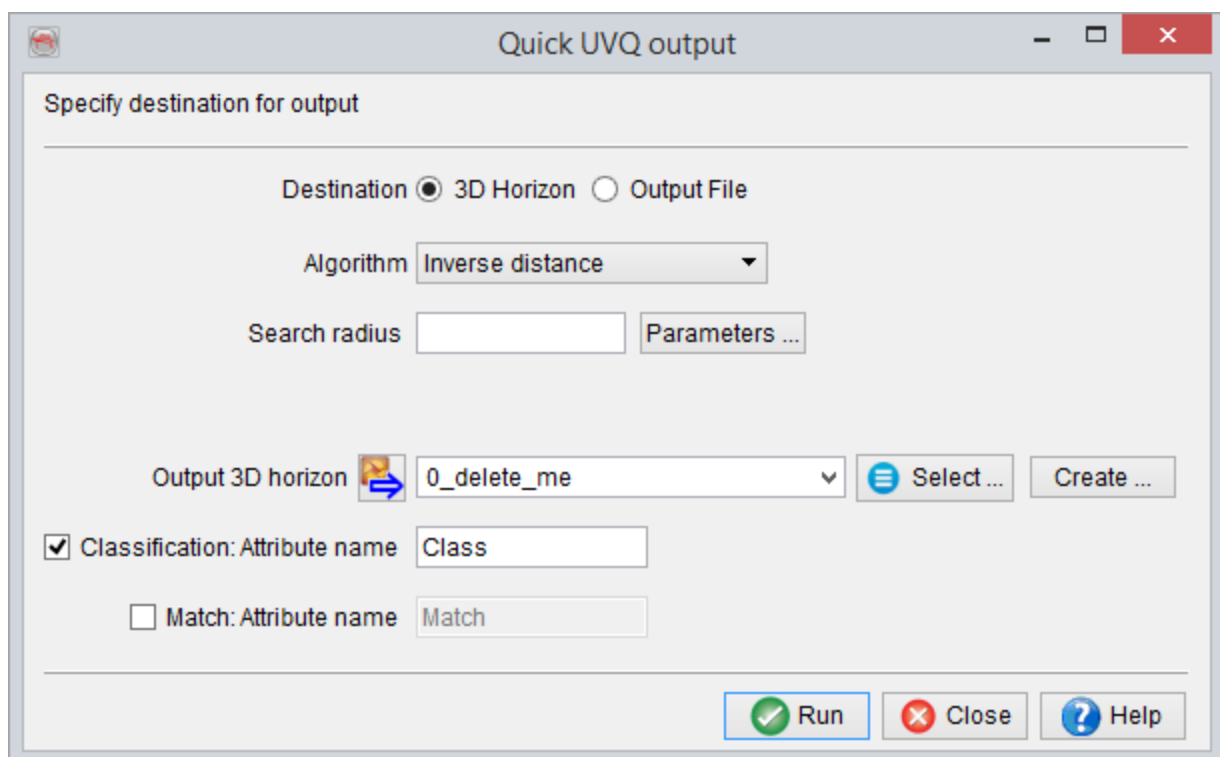 Quick UVQ output
Specify destination for output
Destination 3D Horizon Output File
Algorithm Inverse distance
Search radius Parameters ...
Output 3D horizon 0_delete_me Select ... Create ...
Classification: Attribute name Class
Match: Attribute name Match
Run Close Help